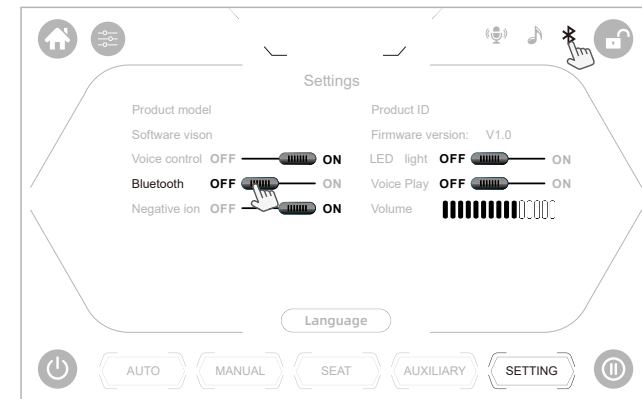 Settings
Product model Product ID
Software vison Firmware version: V1.0
Voice control OFF ON LED light OFF ON
Bluetooth OFF ON Voice Play OFF ON
Negative ion OFF ON Volume
Language
AUTO MANUAL SEAT AUXILIARY SETTING